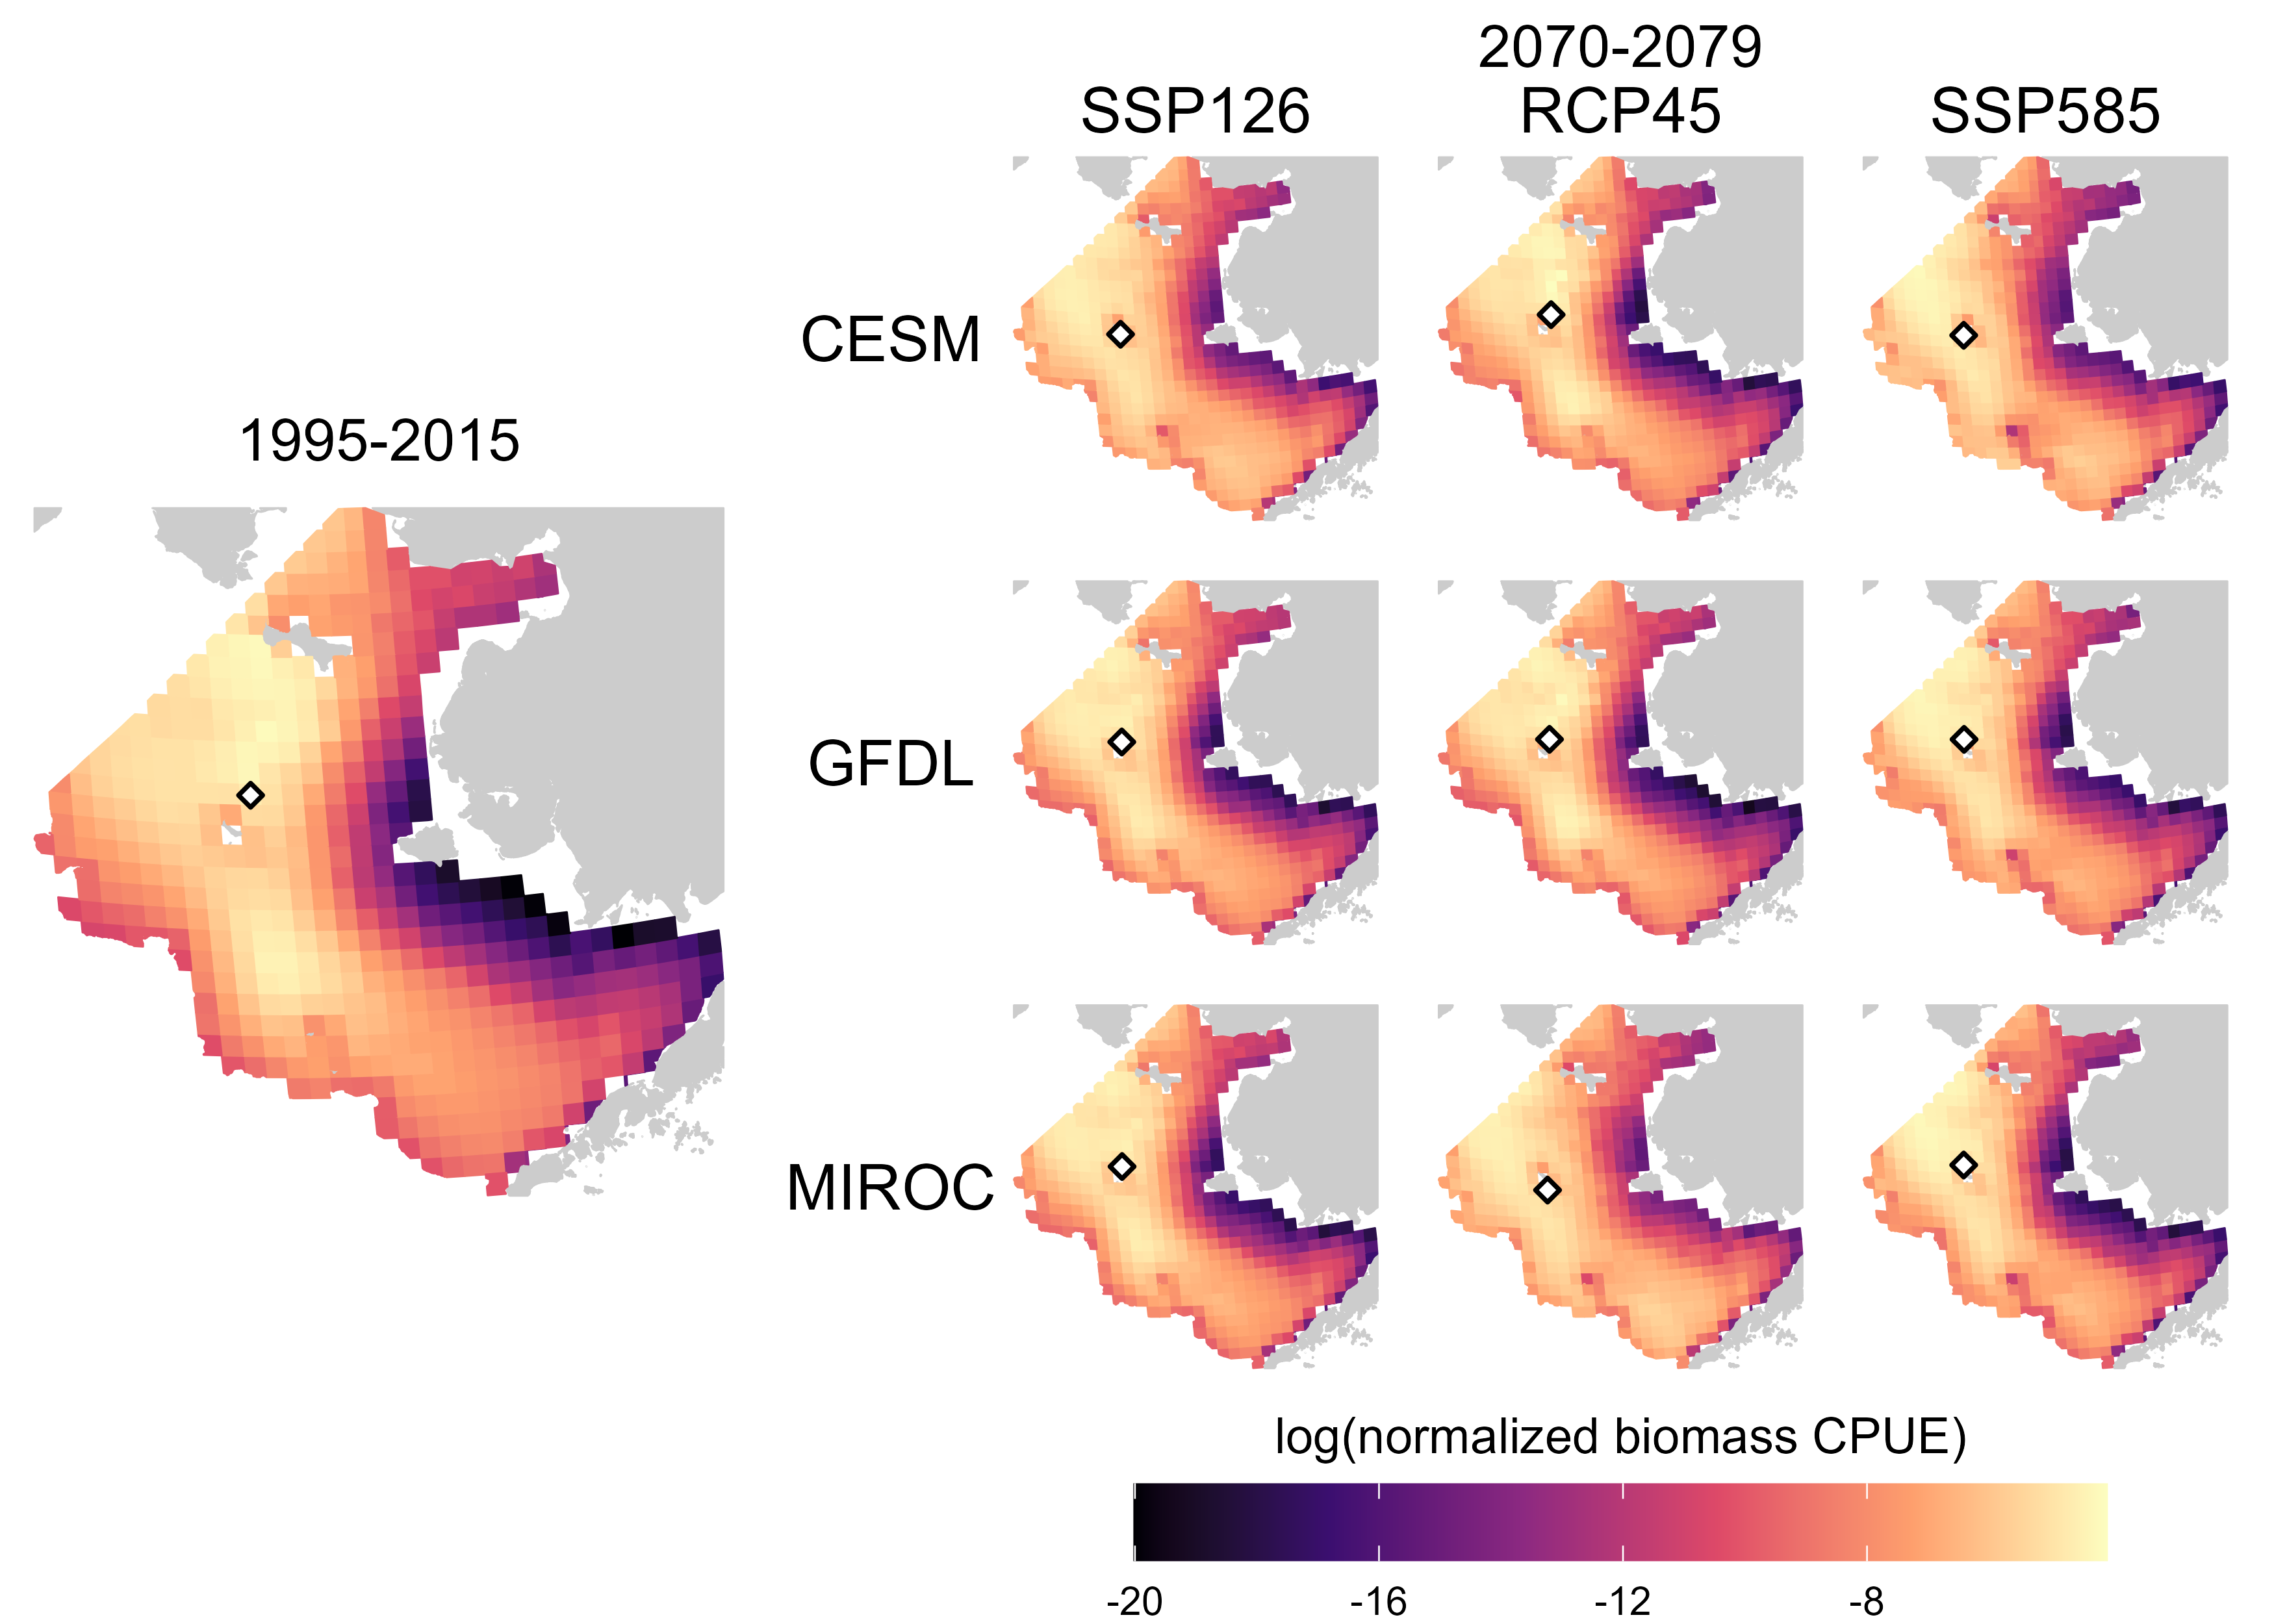 2070-2079
SSP126 RCP45 SSP585
CESM
1995-2015
GFDL
MIROC
log(normalized biomass CPUE)
-20 -16 -12 -8